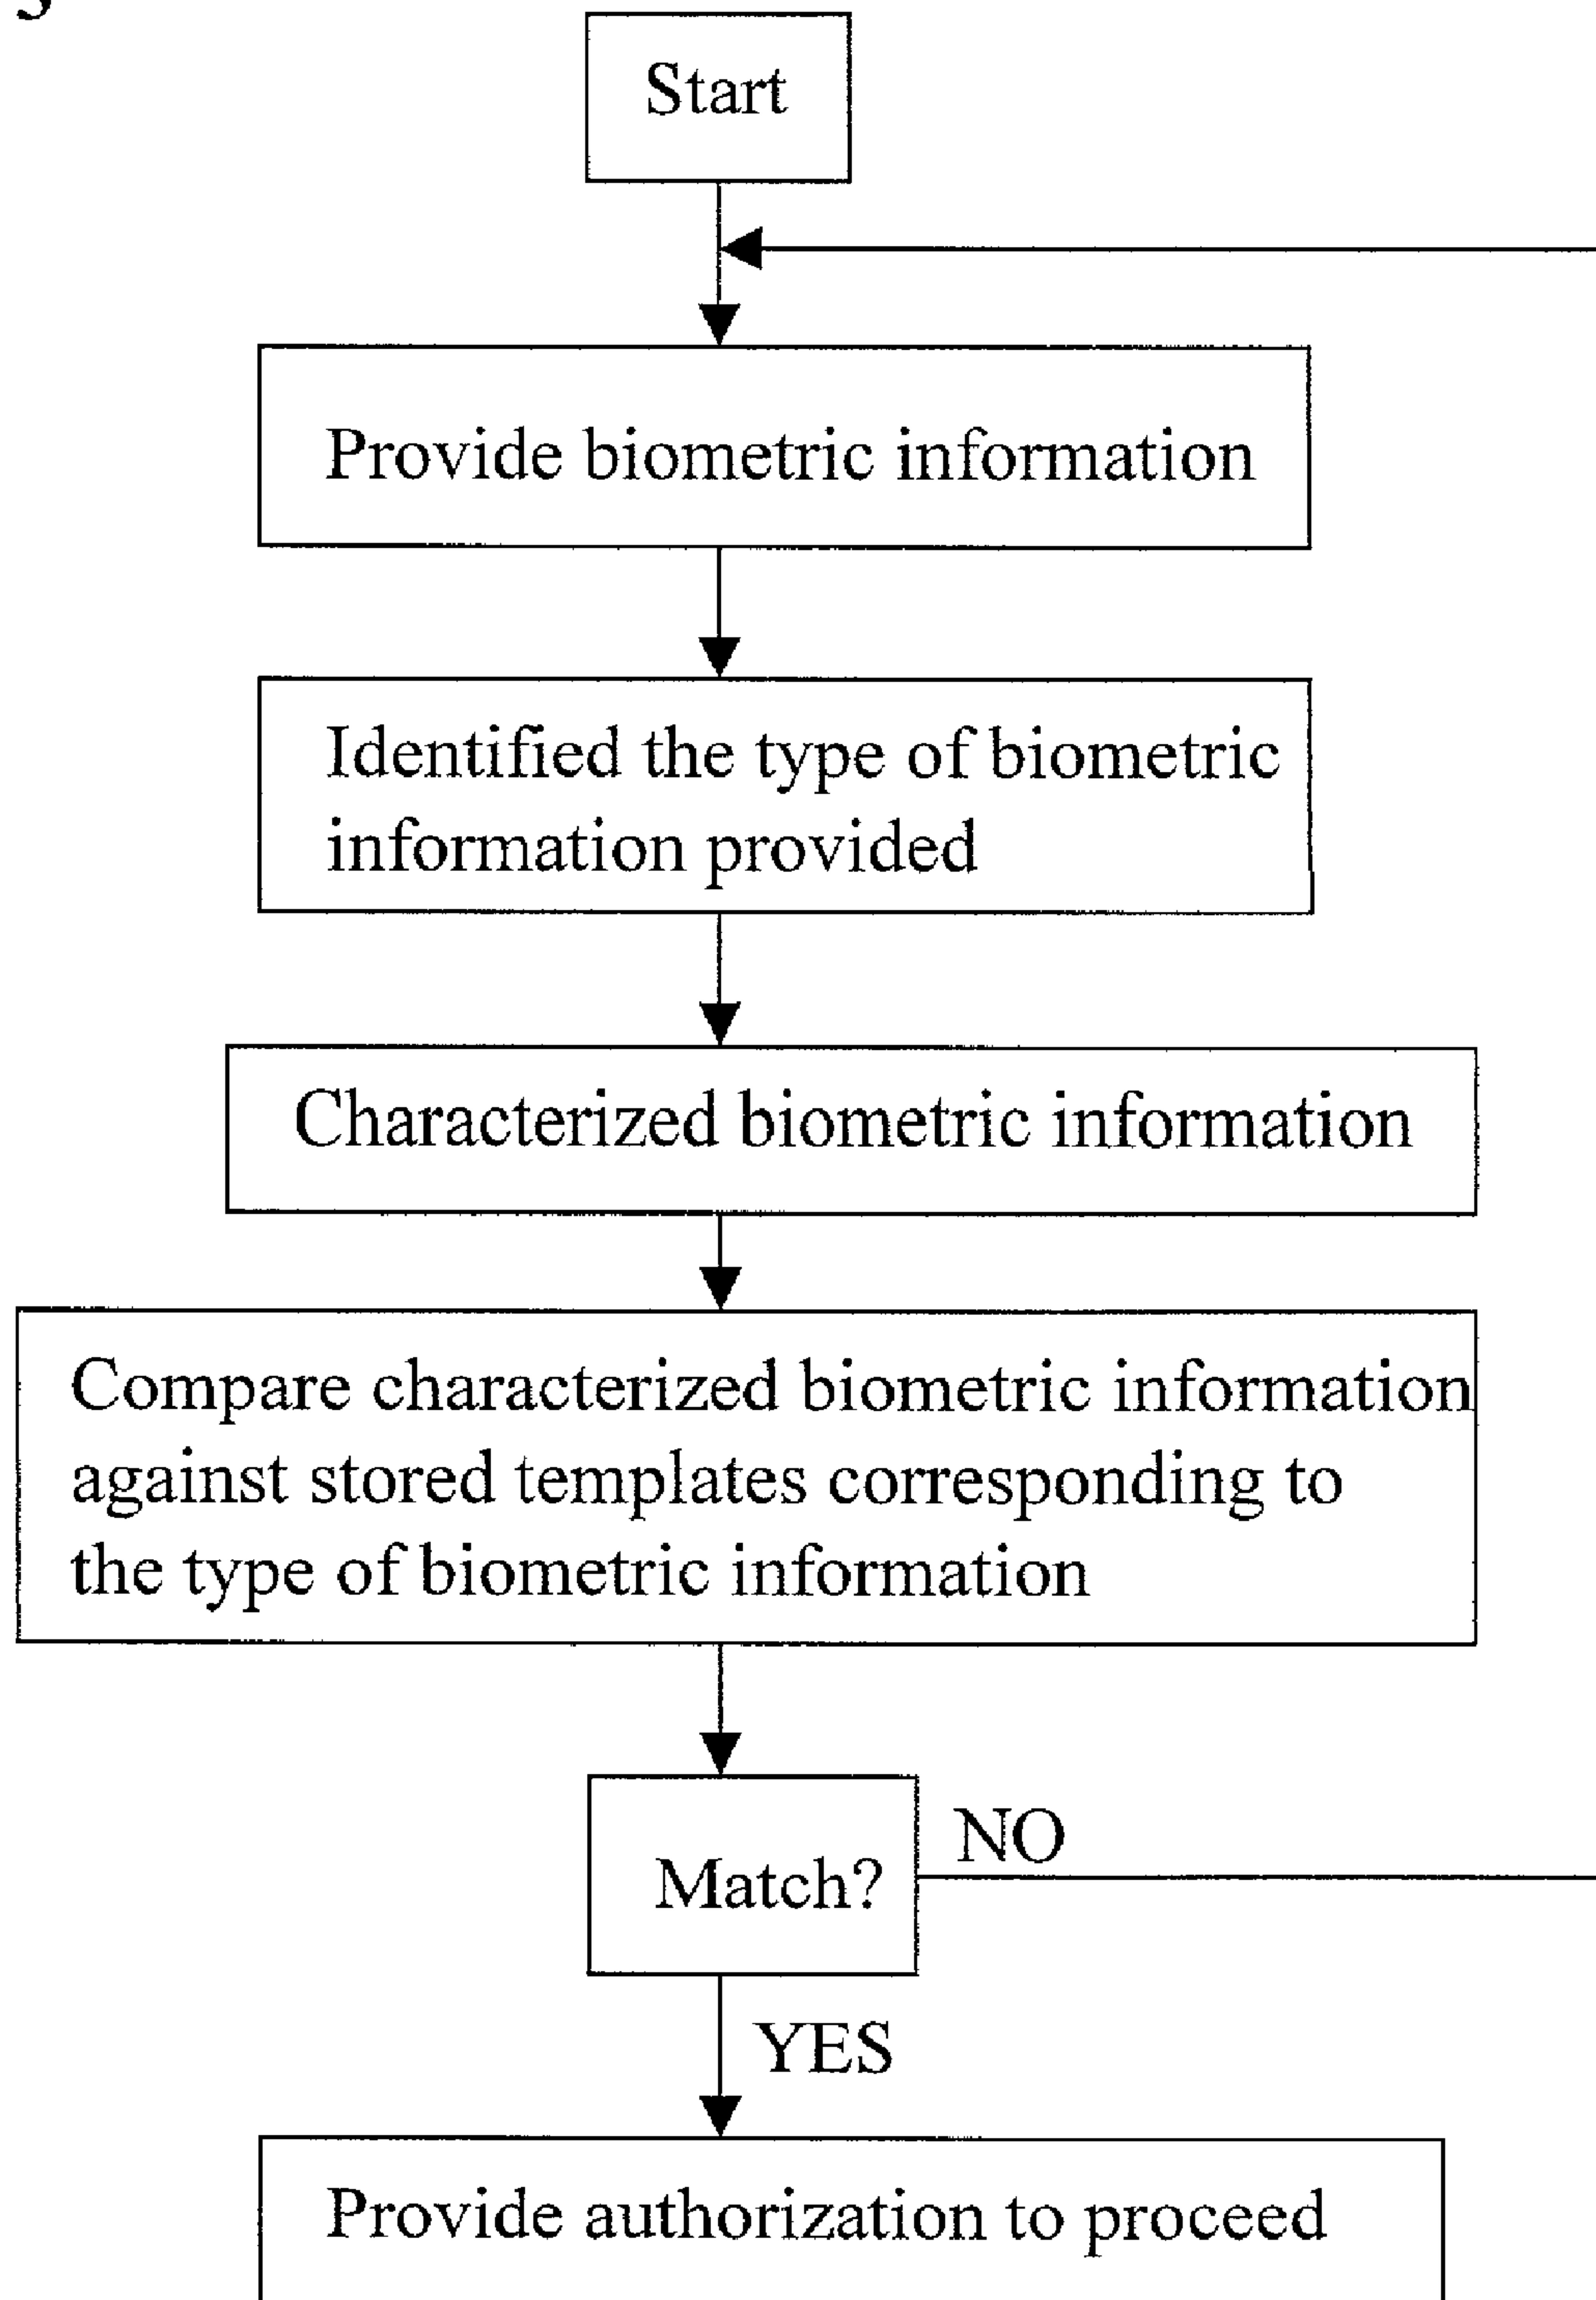 Start
Provide biometric information
Identified the type of biometric
information provided
Characterized biometric information
Compare characterized biometric information
against stored templates corresponding to
the type of biometric information
Match?
NO
YES
Provide authorization to proceed